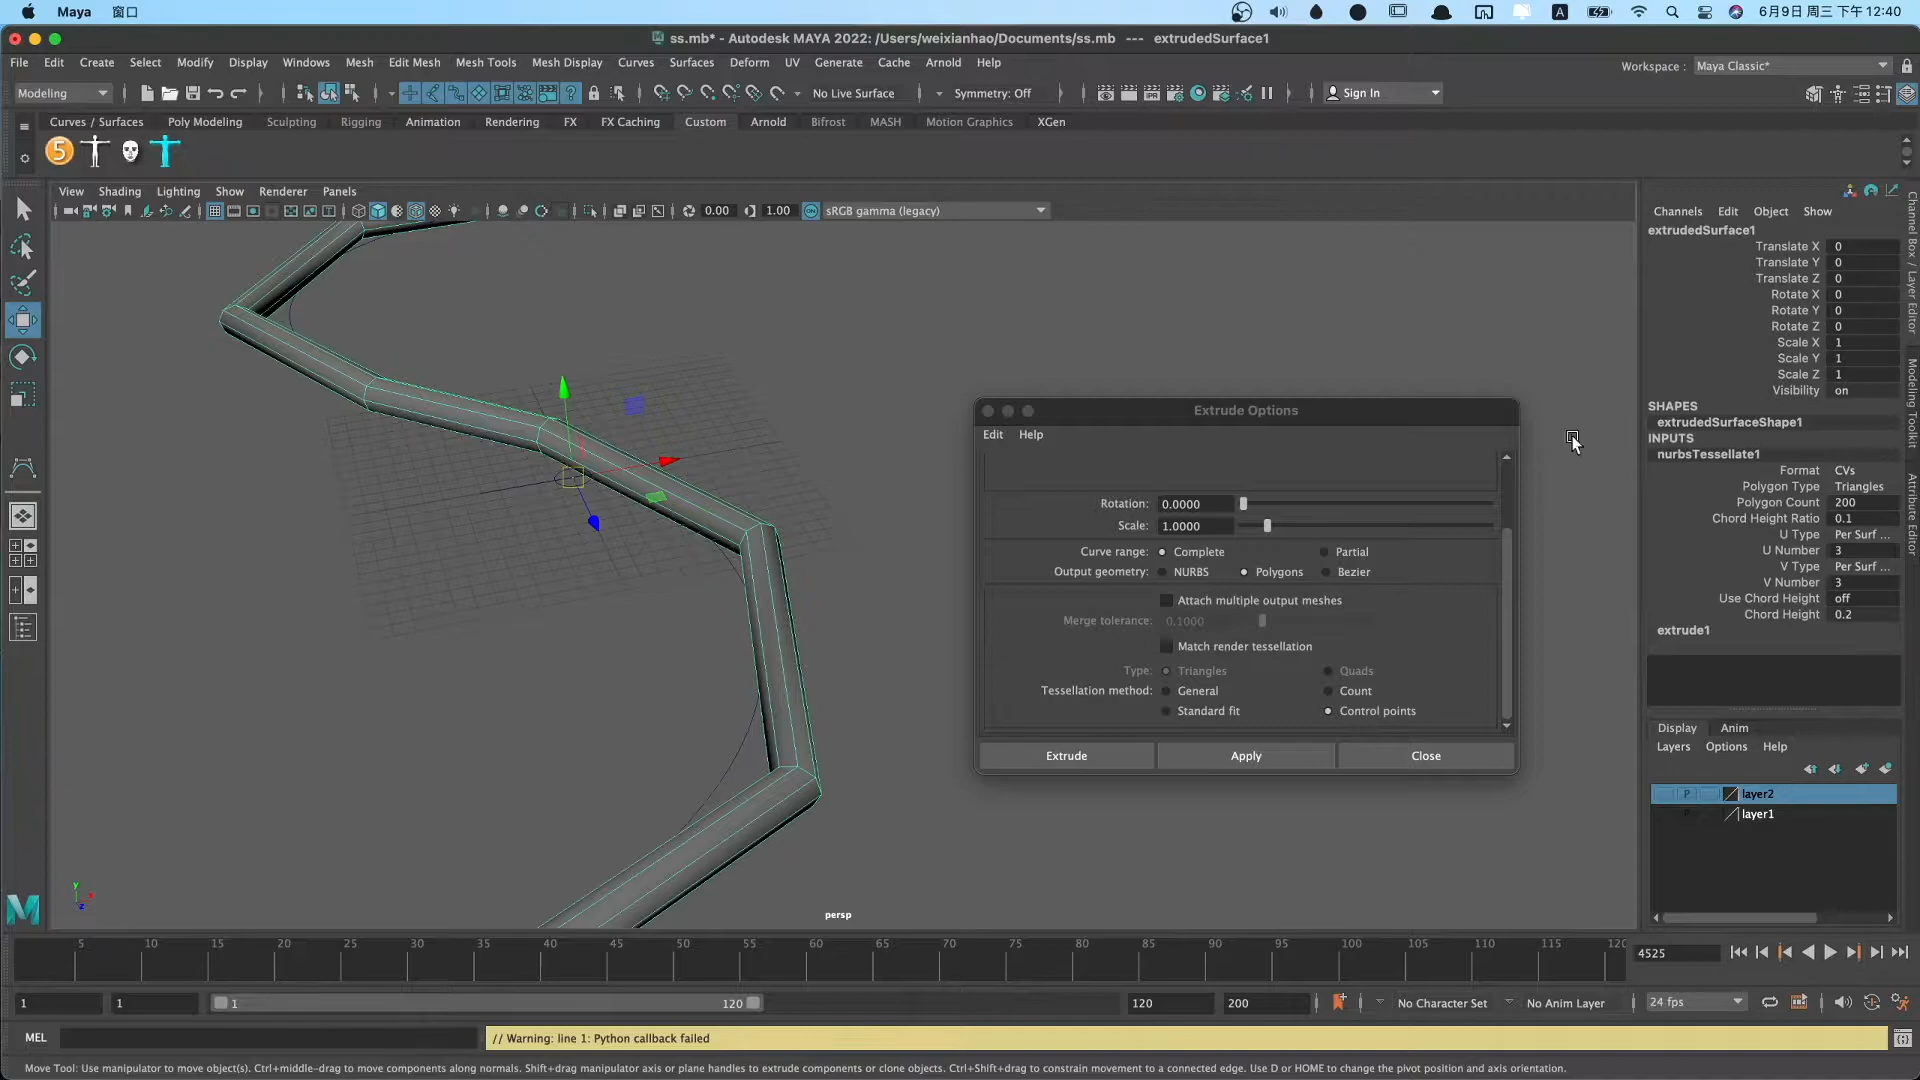 Maya 窗口 A 6月9日 周三 下午 12:40
ss.mb* - Autodesk MAYA 2022: /Users/weixianhao/Documents/ss.mb --- extrudedSurface1
File Edit Create Select Modify Display Windows Mesh Edit Mesh Mesh Tools Mesh Display Curves Surfaces Deform UV Generate Cache Arnold Help Workspace : Maya Classic*
Modeling No Live Surface Symmetry: Off IPR Sign In
Curves / Surfaces Poly Modeling Sculpting Rigging Animation Rendering FX FX Caching Custom Arnold Bifrost MASH Motion Graphics XGen
5
View Shading Lighting Show Renderer Panels
0.00 1.00 ON sRGB gamma (legacy)
Channels Edit Object Show
extrudedSurface1
Translate X 0
Translate Y 0
Translate Z 0
Rotate X 0
Rotate Y 0
Rotate Z 0
Scale X 1
Scale Y 1
Scale Z 1
Visibility on
SHAPES
extrudedSurfaceShape1
INPUTS
nurbsTessellate1
Format CVs
Polygon Type Triangles
Polygon Count 200
Chord Height Ratio 0.1
U Type Per Surf ...
U Number 3
V Type Per Surf ...
V Number 3
Use Chord Height off
Chord Height 0.2
extrude1
Channel Box / Layer Editor
Modeling Toolkit
Attribute Editor
Extrude Options
Edit Help
Rotation: 0.0000
Scale: 1.0000
Curve range: Complete Partial
Output geometry: NURBS Polygons Bezier
Attach multiple output meshes
Merge tolerance: 0.1000
Match render tessellation
Type: Triangles Quads
Tessellation method: General Count
Standard fit Control points
Extrude Apply Close
Display Anim
Layers Options Help
P layer2
P layer1
y x z
persp
M
5 10 15 20 25 30 35 40 45 50 55 60 65 70 75 80 85 90 95 100 105 110 115 120
4525
1 1 1 120 120 200 No Character Set No Anim Layer 24 fps
MEL // Warning: line 1: Python callback failed
Move Tool: Use manipulator to move object(s). Ctrl+middle-drag to move components along normals. Shift+drag manipulator axis or plane handles to extrude components or clone objects. Ctrl+Shift+drag to constrain movement to a connected edge. Use D or HOME to change the pivot position and axis orientation.